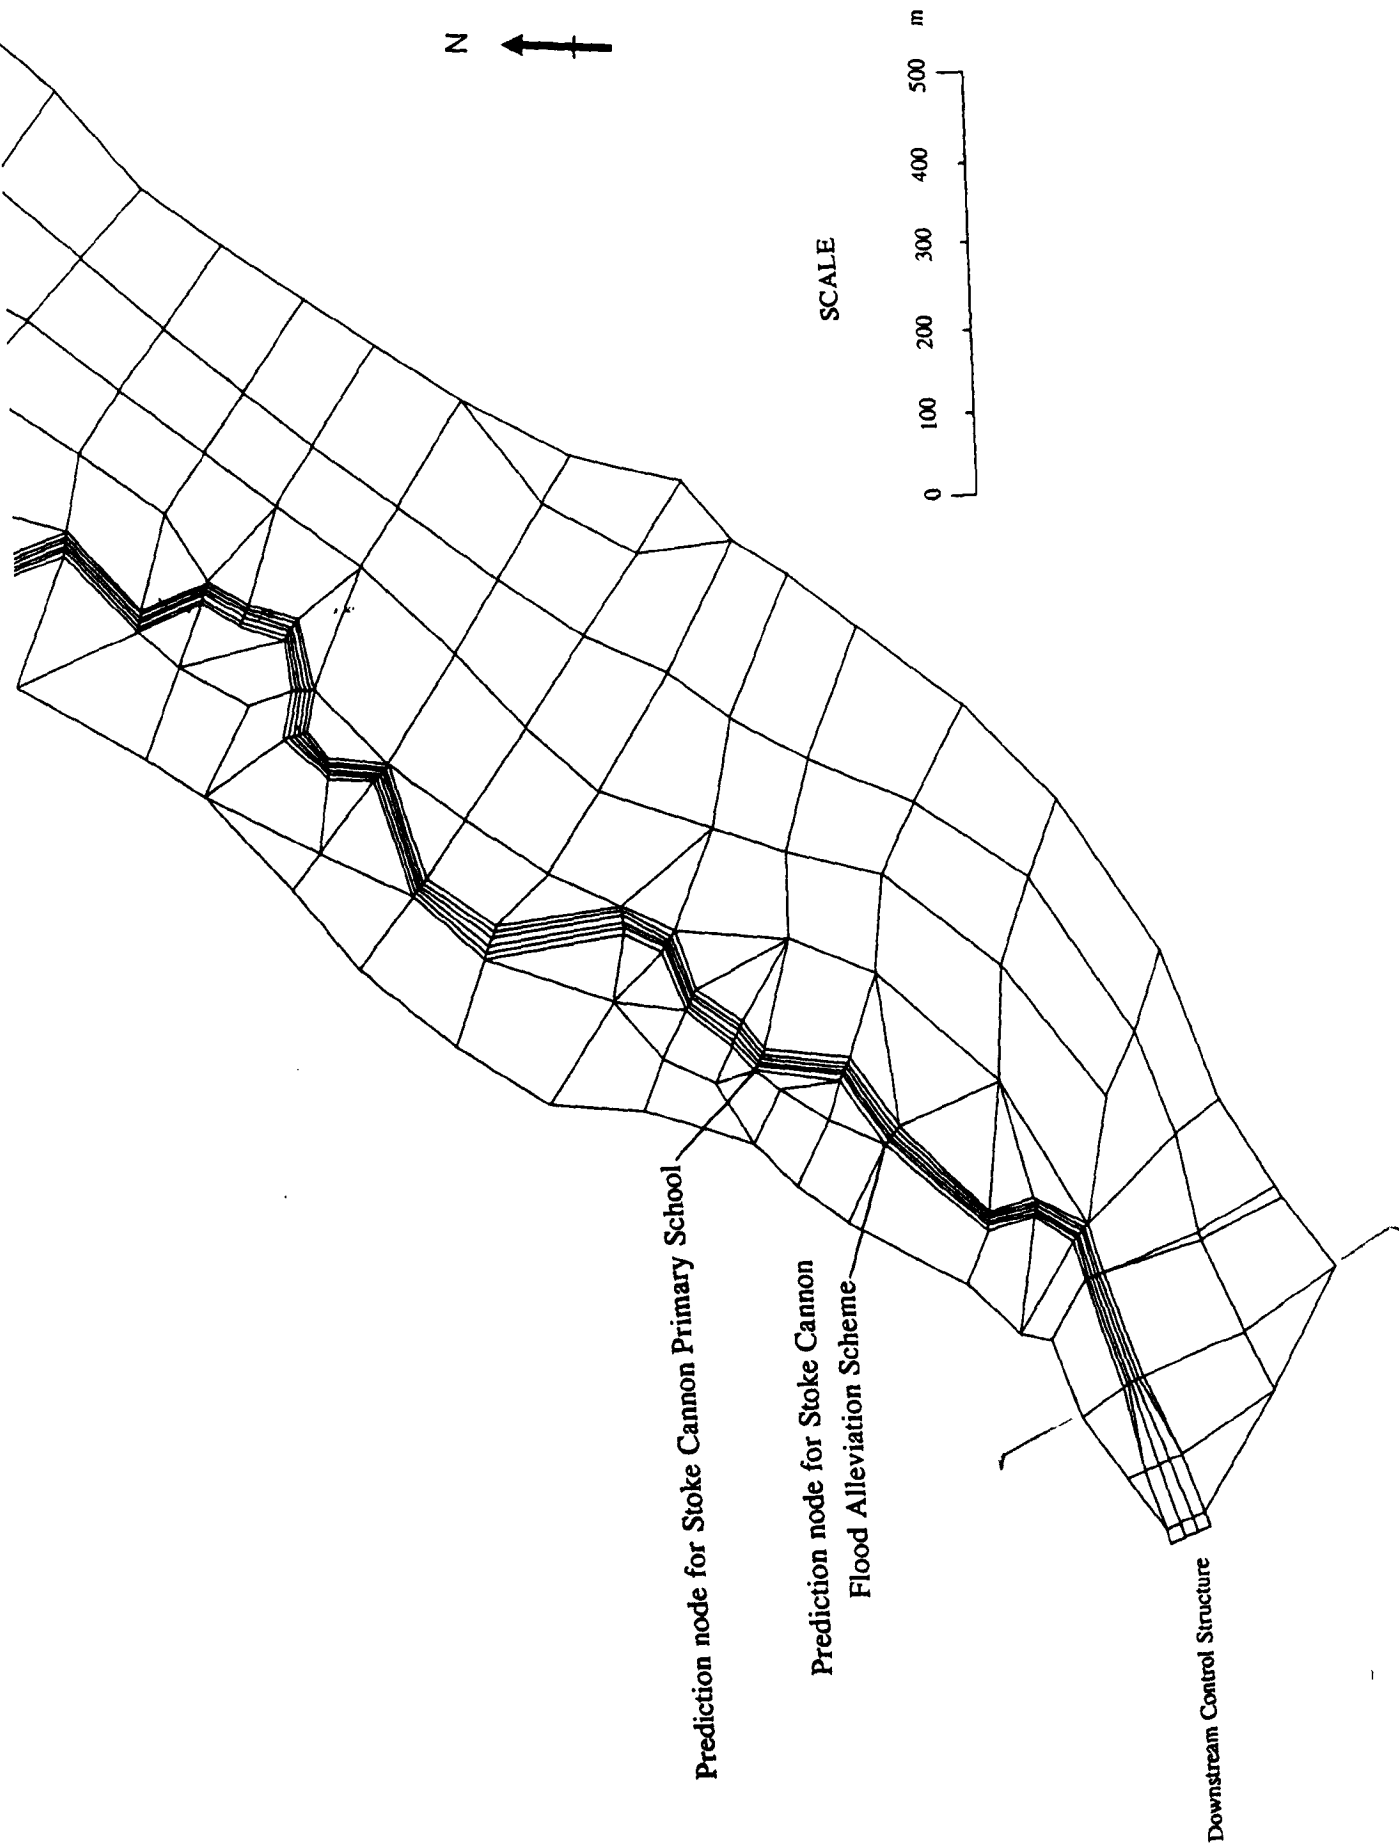 N
SCALE
0 100 200 300 400 500 m
Prediction node for Stoke Cannon Primary School
Prediction node for Stoke Cannon
Flood Alleviation Scheme
Downstream Control Structure